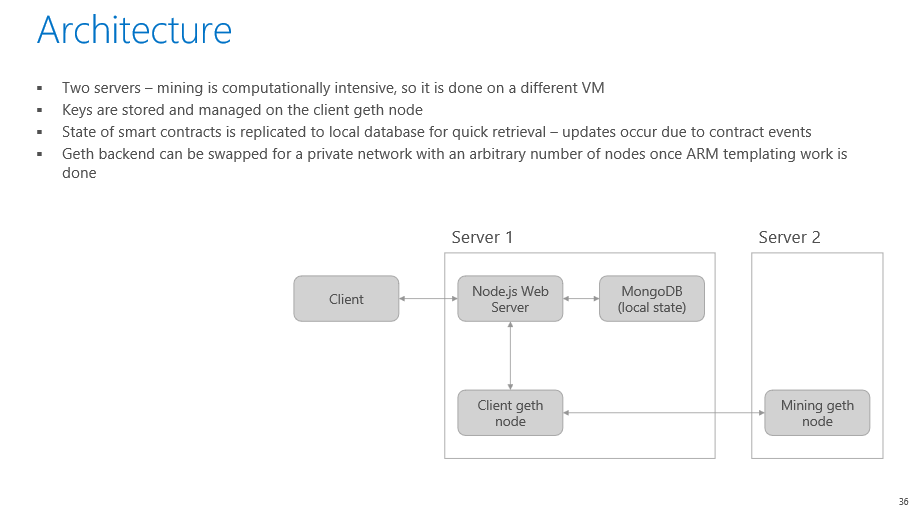 Architecture
▪ Two servers – mining is computationally intensive, so it is done on a different VM
▪ Keys are stored and managed on the client geth node
▪ State of smart contracts is replicated to local database for quick retrieval – updates occur due to contract events
▪ Geth backend can be swapped for a private network with an arbitrary number of nodes once ARM templating work is
done
Server 1
Server 2
Client
Node.js Web
Server
MongoDB
(local state)
Client geth
node
Mining geth
node
36